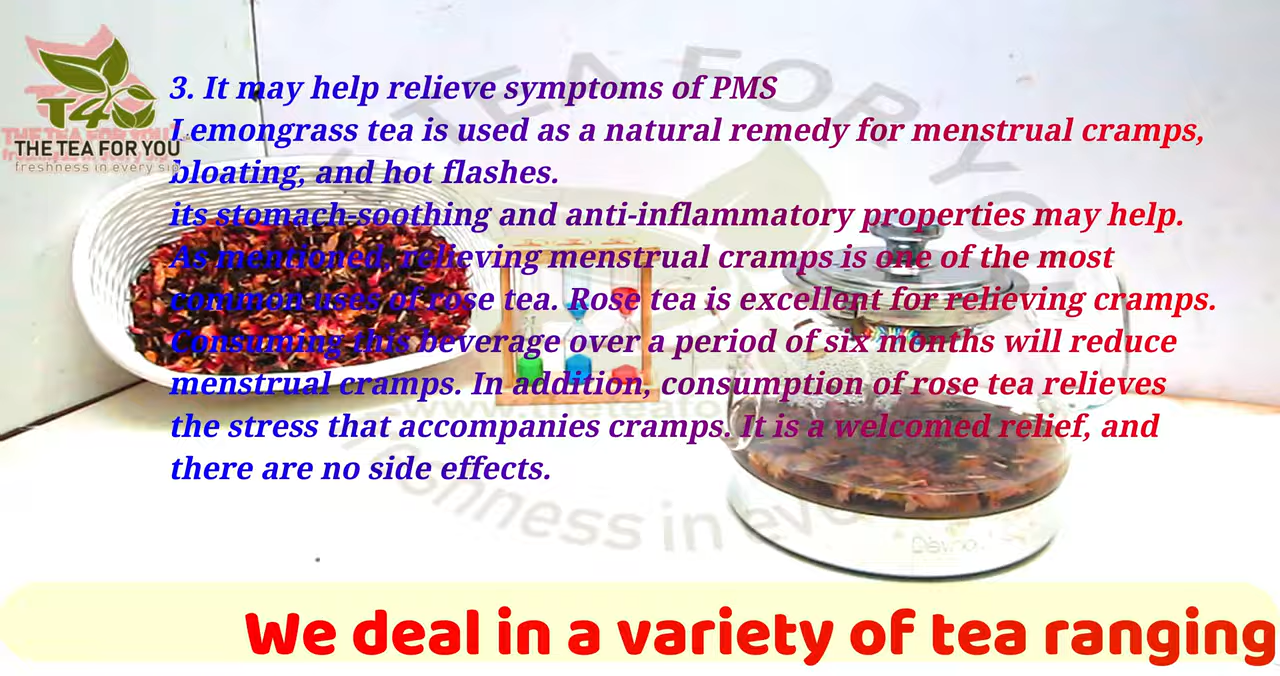 T4U
THE TEA FOR YOU
freshness in every sip
3. It may help relieve symptoms of PMS
Lemongrass tea is used as a natural remedy for menstrual cramps,
bloating, and hot flashes.
its stomach-soothing and anti-inflammatory properties may help.
As mentioned, relieving menstrual cramps is one of the most
common uses of rose tea. Rose tea is excellent for relieving cramps.
Consuming this beverage over a period of six months will reduce
menstrual cramps. In addition, consumption of rose tea relieves
the stress that accompanies cramps. It is a welcomed relief, and
there are no side effects.
We deal in a variety of tea ranging